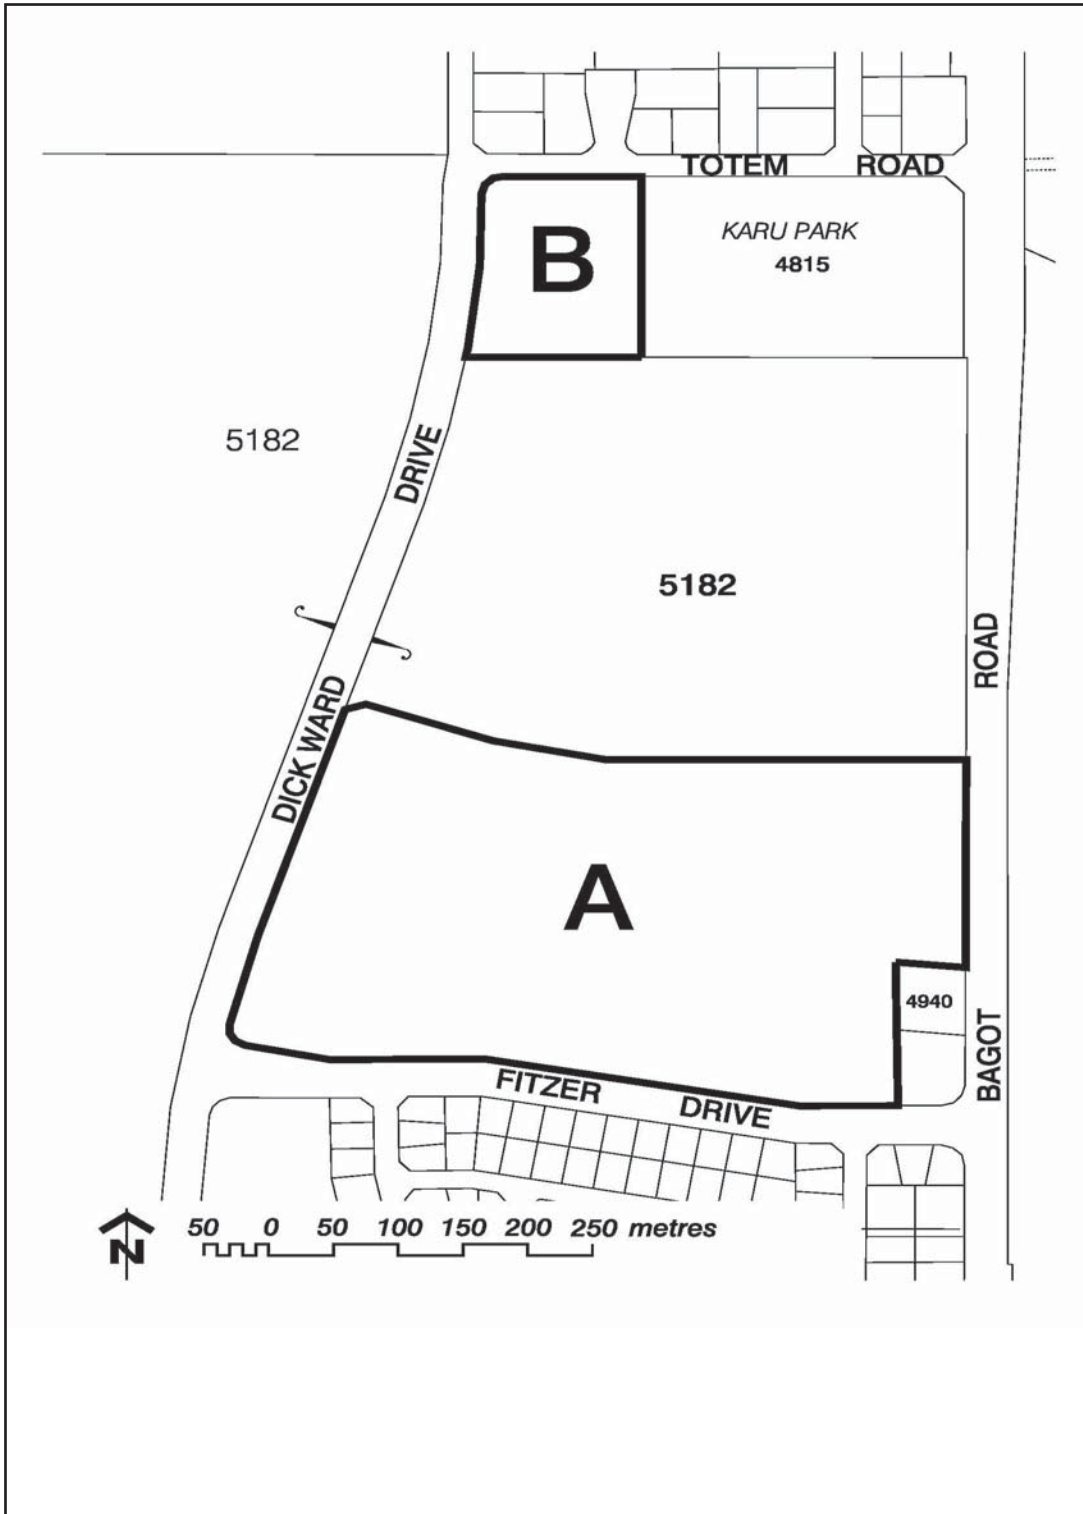 TOTEM ROAD
B
KARU PARK
4815
5182
DRIVE
5182
ROAD
DICK WARD
A
4940
BAGOT
FITZER DRIVE
N
50 0 50 100 150 200 250 metres